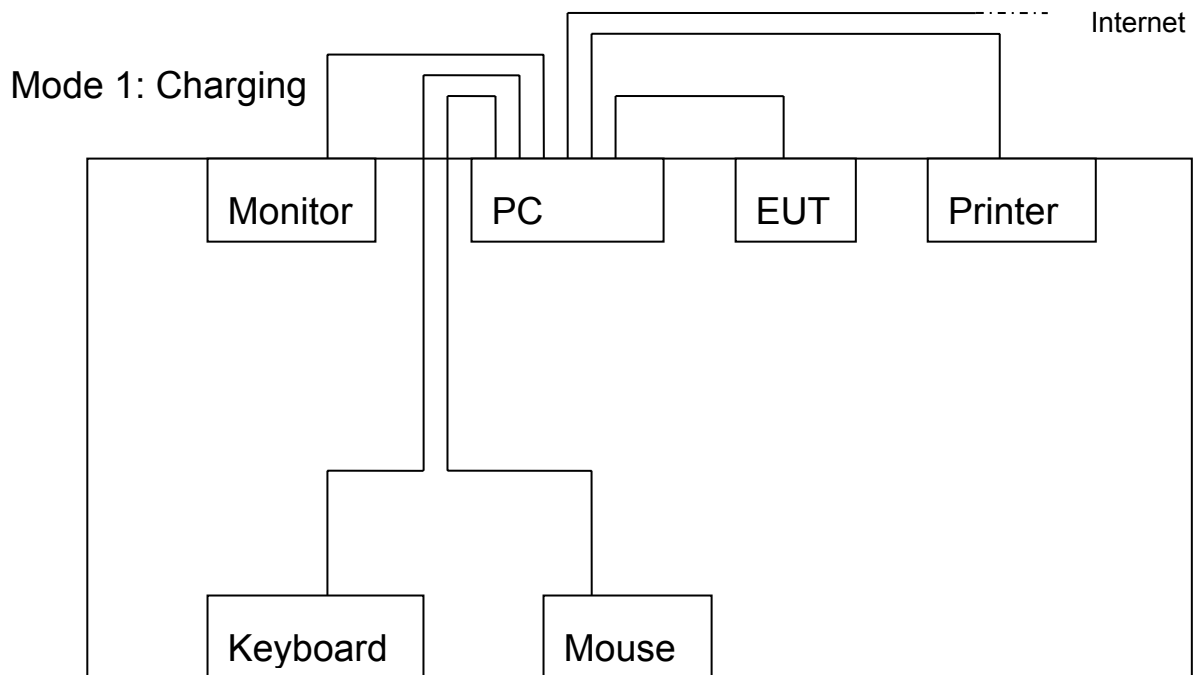 Internet
Mode 1: Charging
Monitor
PC
EUT
Printer
Keyboard
Mouse